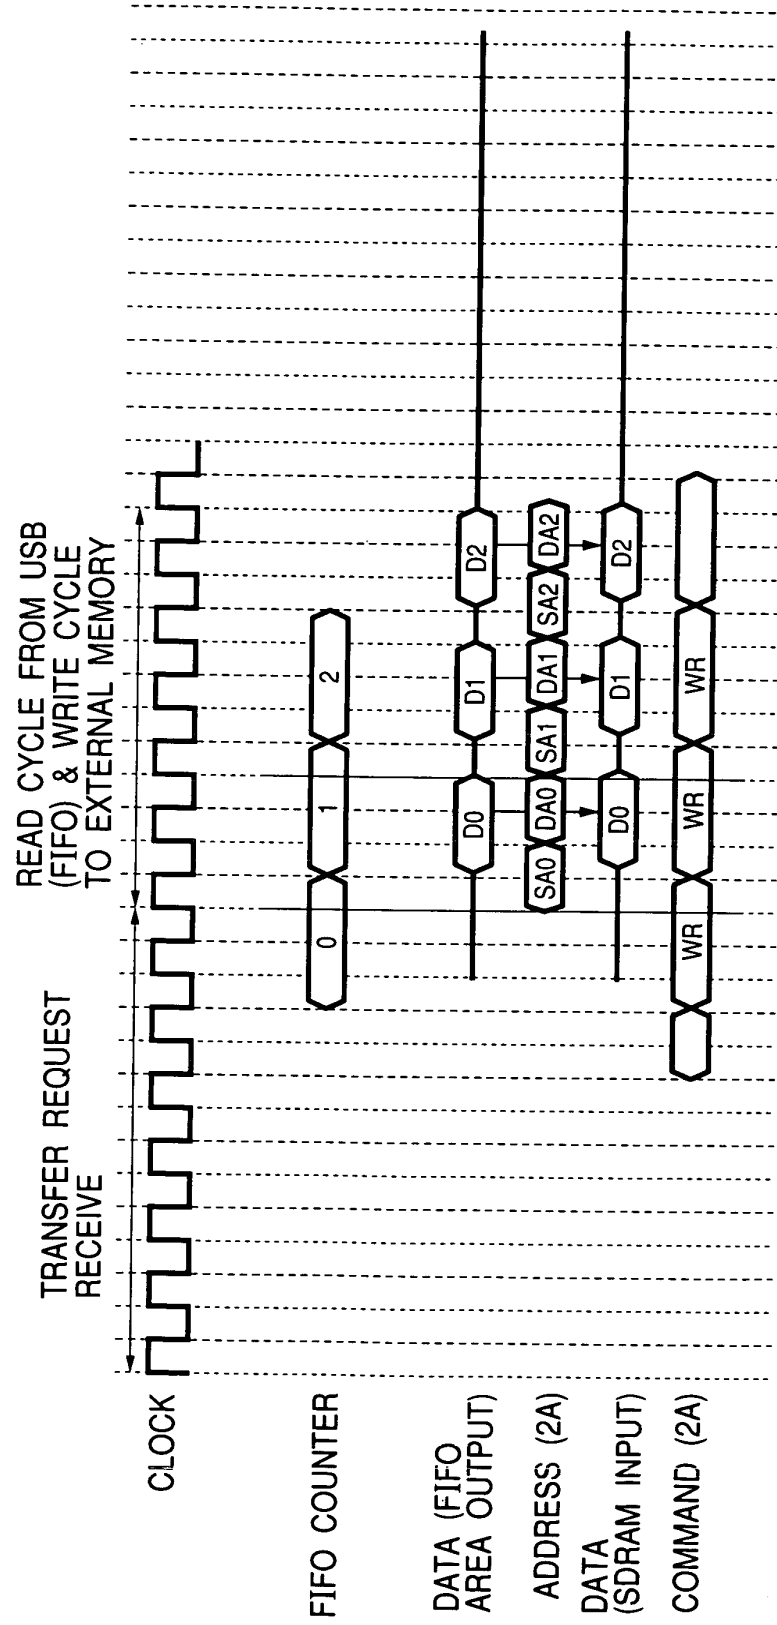 TRANSFER REQUEST
RECEIVE
READ CYCLE FROM USB
(FIFO) & WRITE CYCLE
TO EXTERNAL MEMORY
CLOCK
FIFO COUNTER
0
1
2
DATA (FIFO
AREA OUTPUT)
D0
D1
D2
ADDRESS (2A)
SA0
DA0
SA1
DA1
SA2
DA2
DATA
(SDRAM INPUT)
D0
D1
D2
COMMAND (2A)
WR
WR
WR